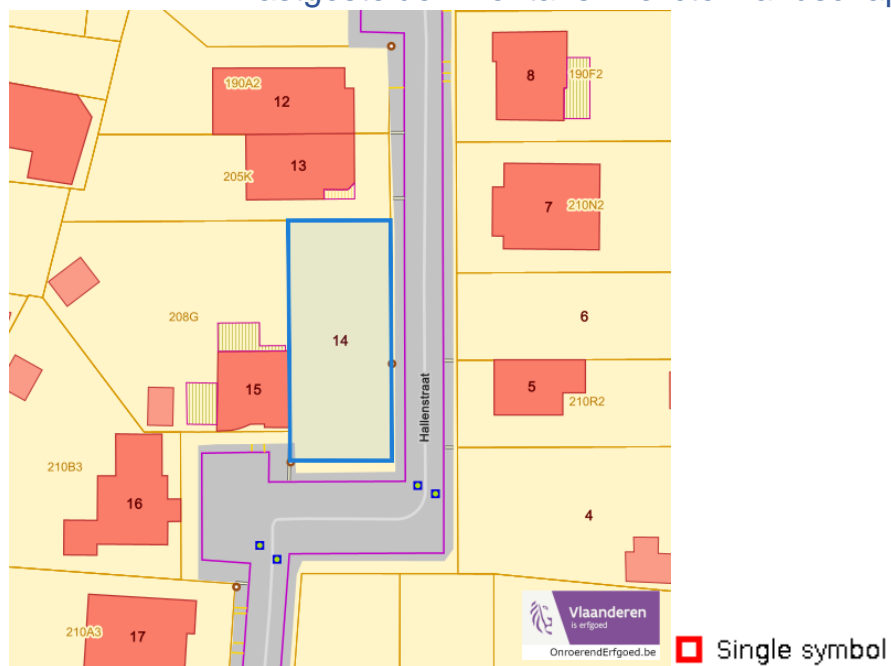 8
190F2
190A2
12
13
205K
7
210N2
208G
6
14
15
5
210R2
Hallenstraat
210B3
16
4
210A3
17
Vlaanderen
is erfgoed
OnroerendErfgoed.be
Single symbol